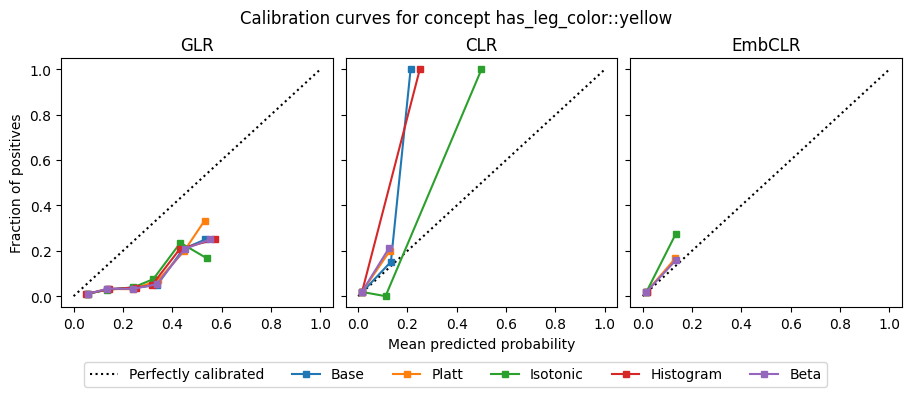 Calibration curves for concept has_leg_color::yellow
GLR
CLR
EmbCLR
Fraction of positives
1.0
0.8
0.6
0.4
0.2
0.0
0.0 0.2 0.4 0.6 0.8 1.0
0.0 0.2 0.4 0.6 0.8 1.0
0.0 0.2 0.4 0.6 0.8 1.0
Mean predicted probability
Perfectly calibrated Base Platt Isotonic Histogram Beta